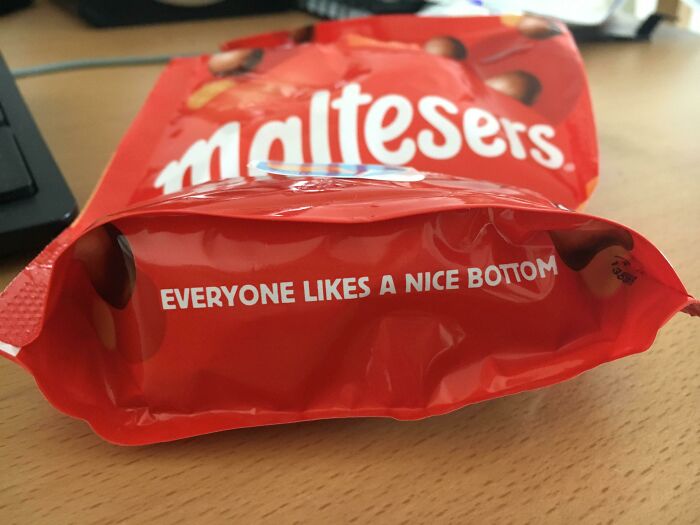 maltesers
EVERYONE LIKES A NICE BOTTOM